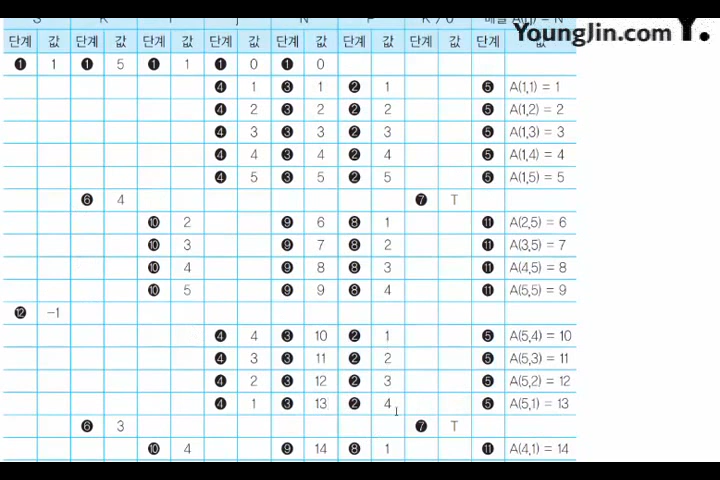 S K I j N P K>0 배열 A(I,j) = N
YoungJin.com Y.
단계 값 단계 값 단계 값 단계 값 단계 값 단계 값 단계 값 단계 값
❶ 1 ❶ 5 ❶ 1 ❶ 0 ❶ 0
❹ 1 ❸ 1 ❷ 1 ❺ A(1,1) = 1
❹ 2 ❸ 2 ❷ 2 ❺ A(1,2) = 2
❹ 3 ❸ 3 ❷ 3 ❺ A(1,3) = 3
❹ 4 ❸ 4 ❷ 4 ❺ A(1,4) = 4
❹ 5 ❸ 5 ❷ 5 ❺ A(1,5) = 5
❻ 4 ❼ T
❿ 2 ❾ 6 ❽ 1 ⓫ A(2,5) = 6
❿ 3 ❾ 7 ❽ 2 ⓫ A(3,5) = 7
❿ 4 ❾ 8 ❽ 3 ⓫ A(4,5) = 8
❿ 5 ❾ 9 ❽ 4 ⓫ A(5,5) = 9
⓬ -1
❹ 4 ❸ 10 ❷ 1 ❺ A(5,4) = 10
❹ 3 ❸ 11 ❷ 2 ❺ A(5,3) = 11
❹ 2 ❸ 12 ❷ 3 ❺ A(5,2) = 12
❹ 1 ❸ 13 ❷ 4 ❺ A(5,1) = 13
❻ 3 ❼ T
❿ 4 ❾ 14 ❽ 1 ⓫ A(4,1) = 14